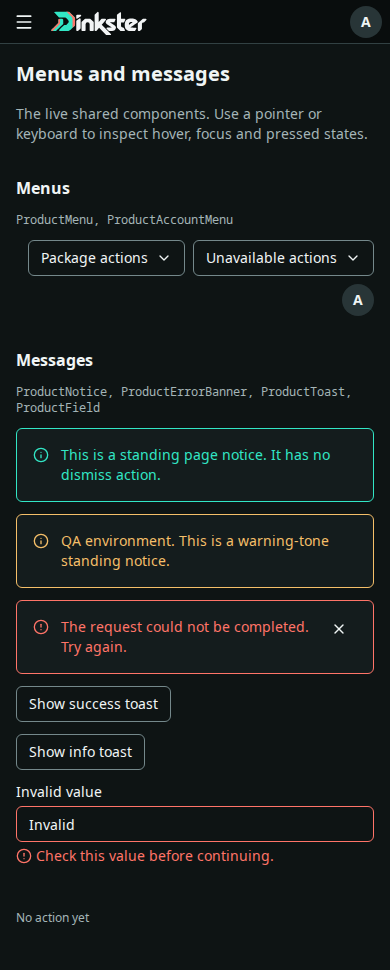 Dinkster
A
Menus and messages
The live shared components. Use a pointer or
keyboard to inspect hover, focus and pressed states.
Menus
ProductMenu, ProductAccountMenu
Package actions
Unavailable actions
A
Messages
ProductNotice, ProductErrorBanner, ProductToast,
ProductField
This is a standing page notice. It has no
dismiss action.
QA environment. This is a warning-tone
standing notice.
The request could not be completed.
Try again.
Show success toast
Show info toast
Invalid value
Invalid
Check this value before continuing.
No action yet